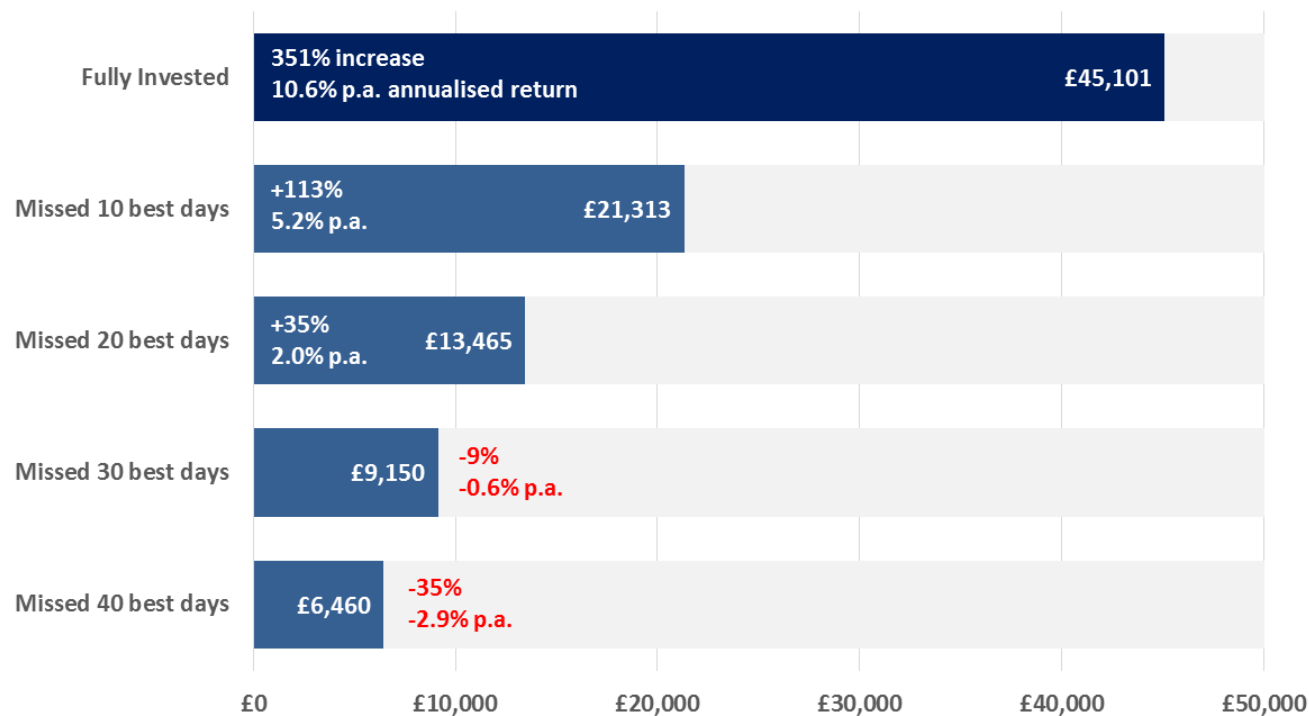 Fully Invested
351% increase
10.6% p.a. annualised return
£45,101
Missed 10 best days
+113%
5.2% p.a.
£21,313
Missed 20 best days
+35%
2.0% p.a.
£13,465
Missed 30 best days
£9,150
-9%
-0.6% p.a.
Missed 40 best days
£6,460
-35%
-2.9% p.a.
£0 £10,000 £20,000 £30,000 £40,000 £50,000